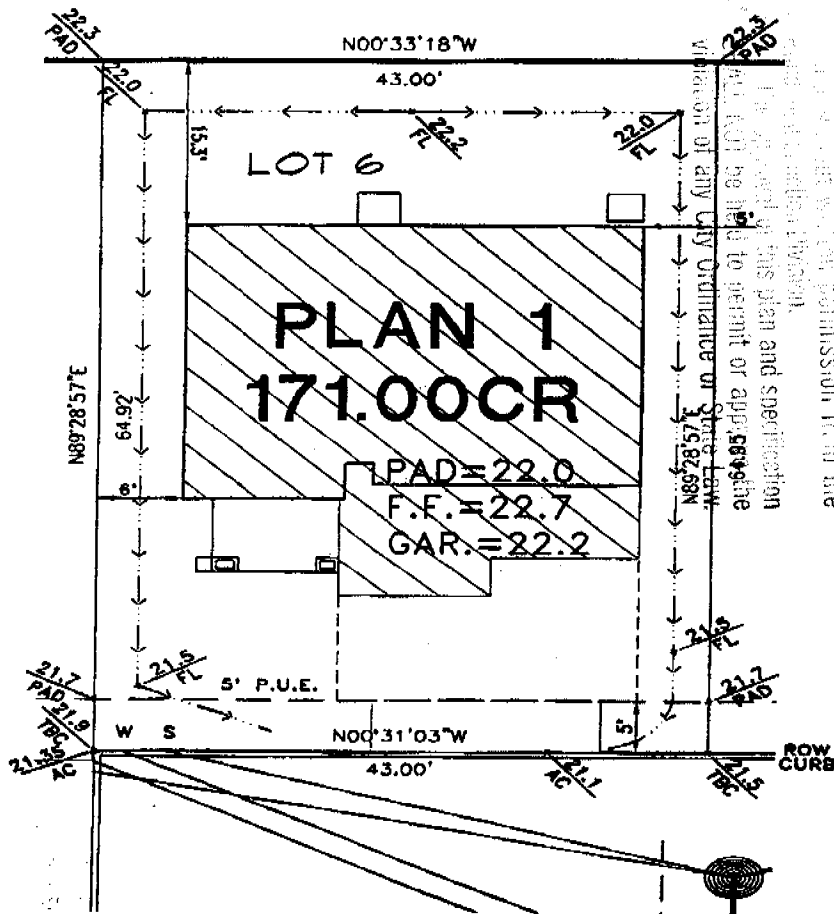 22.3
PAD
N00°33'18"W
22.3
PAD
43.00'
22.0
FL
22.2
FL
22.0
FL
15.3'
LOT 6
5'
PLAN 1
171.00CR
N89°28'57"E
64.92'
N89°28'57"E
64.95'
PAD=22.0
F.F.=22.7
GAR.=22.2
6'
21.5
FL
21.5
FL
5' P.U.E.
21.7
PAD
21.7
PAD
21.9
TBC
W S
N00°31'03"W
5'
AC
43.00'
21.1
AC
21.5
TBC
ROW
CURB
permission from the
Division.
this plan and specification
NOT be held to permit or approve the
violation of any City Ordinance or State Law.